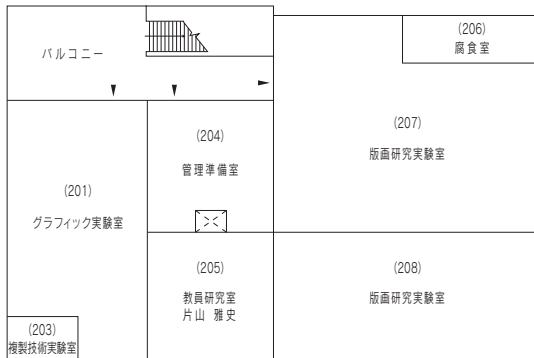 バルコニー
(206)
腐食室
(204)
管理準備室
(207)
版画研究実験室
(201)
グラフィック実験室
(205)
教員研究室
片山 雅史
(208)
版画研究実験室
(203)
複製技術実験室